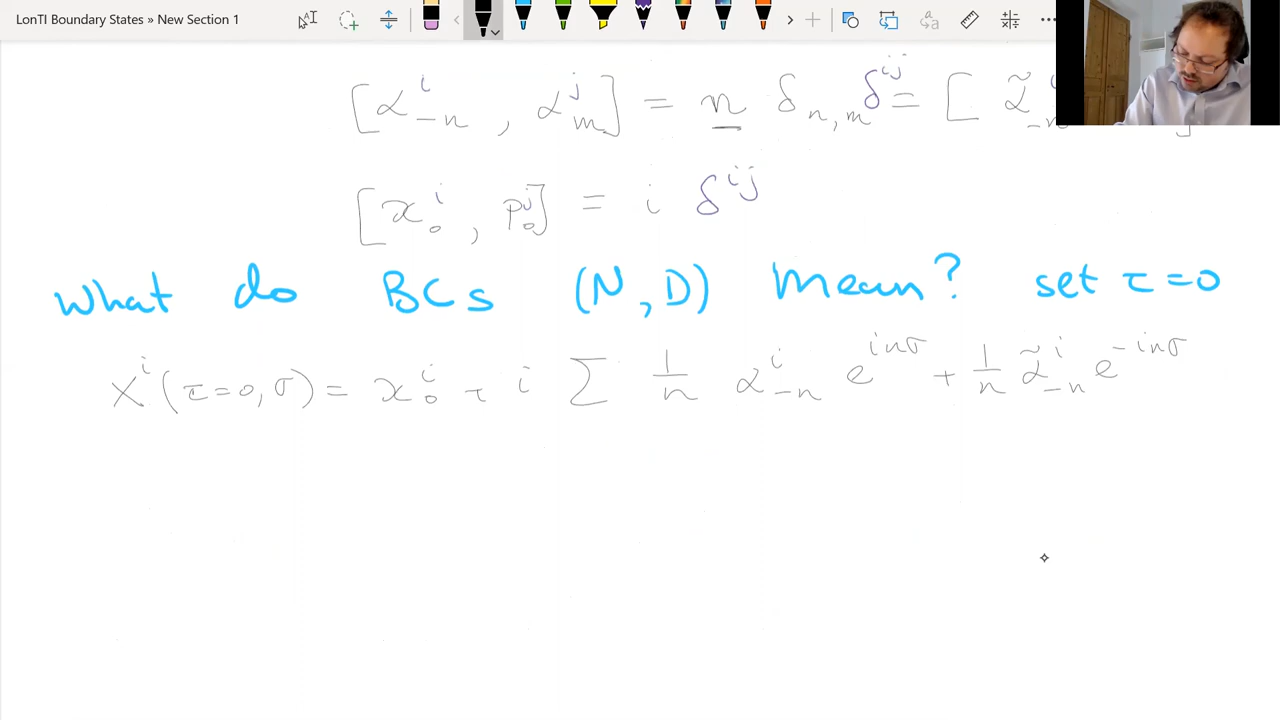 LonTI Boundary States » New Section 1
[α^i_{-n}, α^j_m] = n δ_{n,m} δ^{ij} = [α̃_{-n}
[x^i_0, p^j_0] = i δ^{ij}
What do BCs (N, D) mean? set τ=0
X^i(τ=0,σ) = x^i_0 + i ∑ 1/n α^i_{-n} e^{inσ} + 1/n α̃^i_{-n} e^{-inσ}